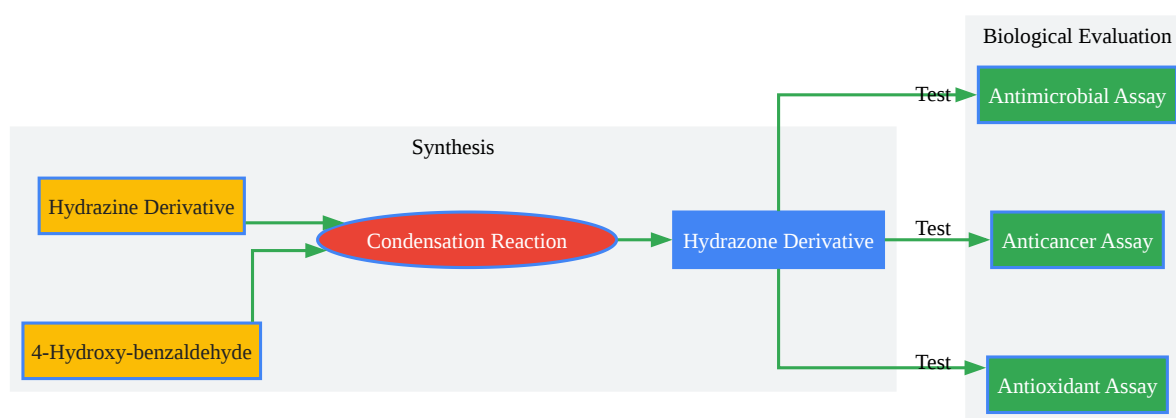 Biological Evaluation
Test
Antimicrobial Assay
Synthesis
Hydrazine Derivative
Condensation Reaction
Hydrazone Derivative
Test
Anticancer Assay
4-Hydroxy-benzaldehyde
Test
Antioxidant Assay